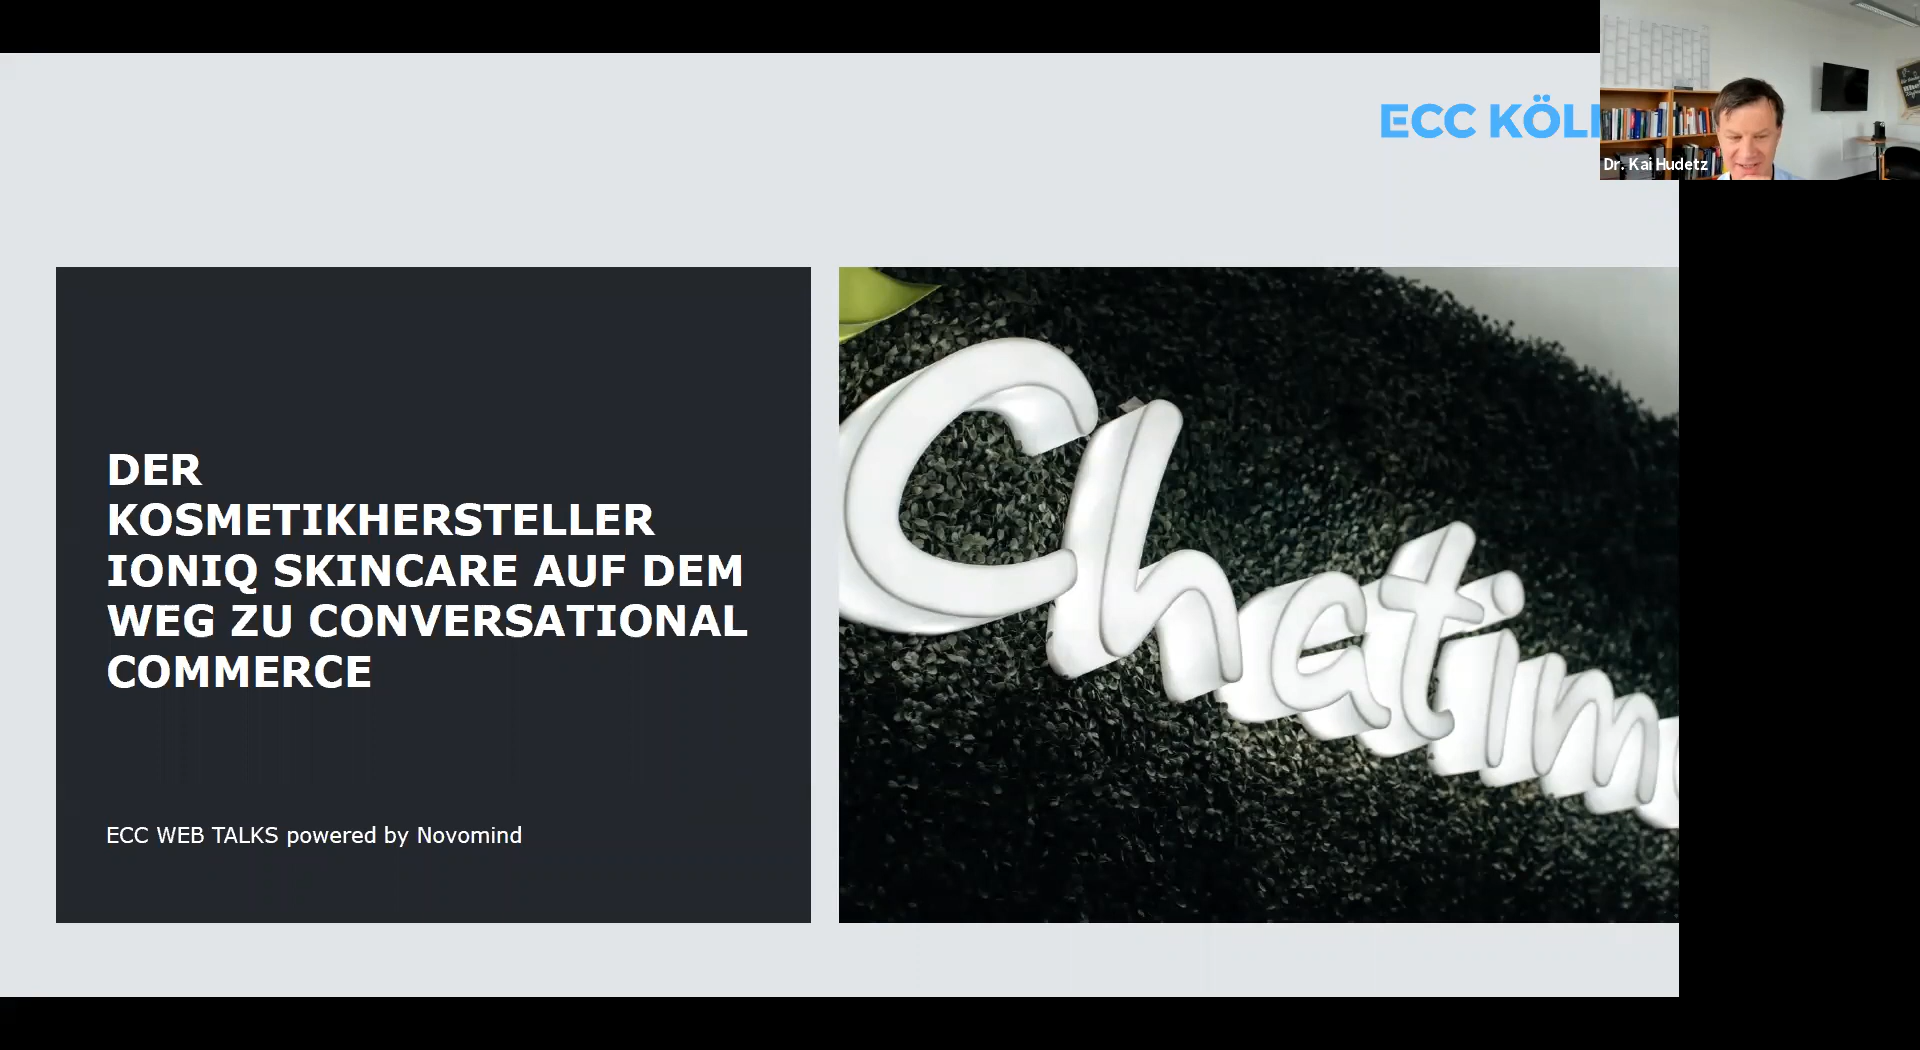 ECC KÖL
Dr. Kai Hudetz
DER
KOSMETIKHERSTELLER
IONIQ SKINCARE AUF DEM
WEG ZU CONVERSATIONAL
COMMERCE
ECC WEB TALKS powered by Novomind
Chatim